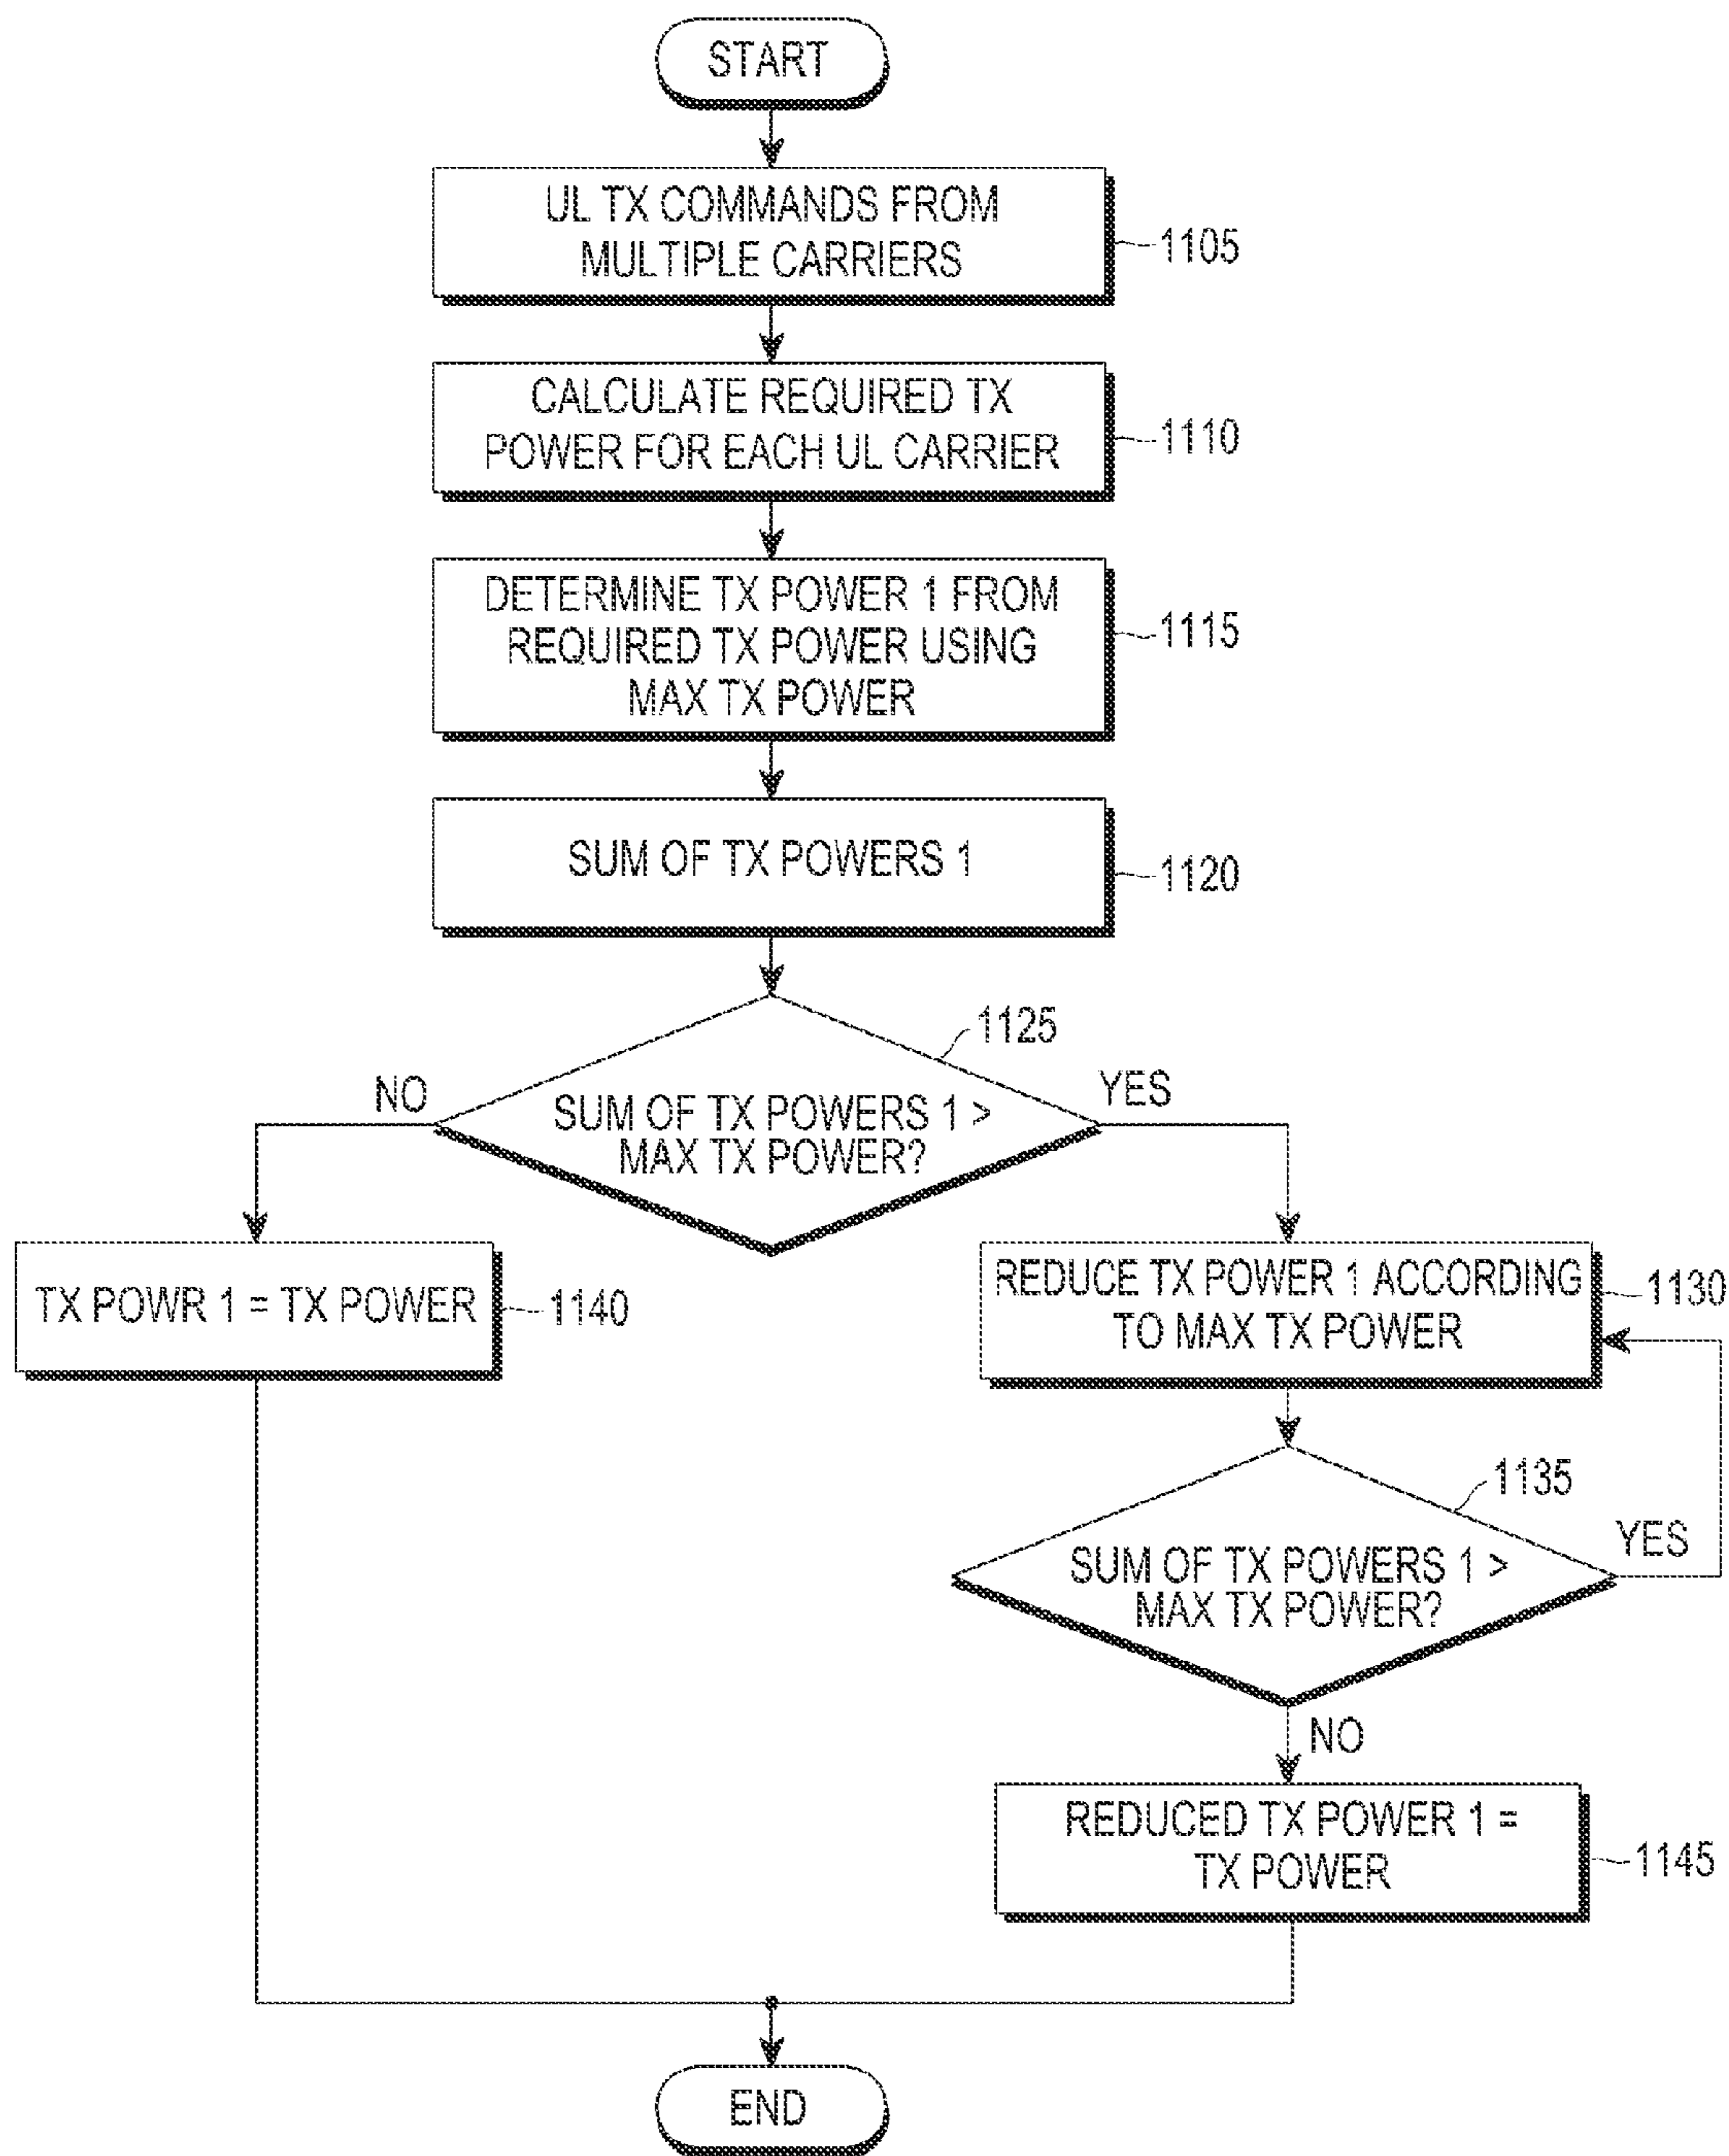 START
UL TX COMMANDS FROM
MULTIPLE CARRIERS
1105
CALCULATE REQUIRED TX
POWER FOR EACH UL CARRIER
1110
DETERMINE TX POWER 1 FROM
REQUIRED TX POWER USING
MAX TX POWER
1115
SUM OF TX POWERS 1
1120
1125
NO
YES
SUM OF TX POWERS 1 >
MAX TX POWER?
TX POWR 1 = TX POWER
1140
REDUCE TX POWER 1 ACCORDING
TO MAX TX POWER
1130
1135
YES
SUM OF TX POWERS 1 >
MAX TX POWER?
NO
REDUCED TX POWER 1 =
TX POWER
1145
END